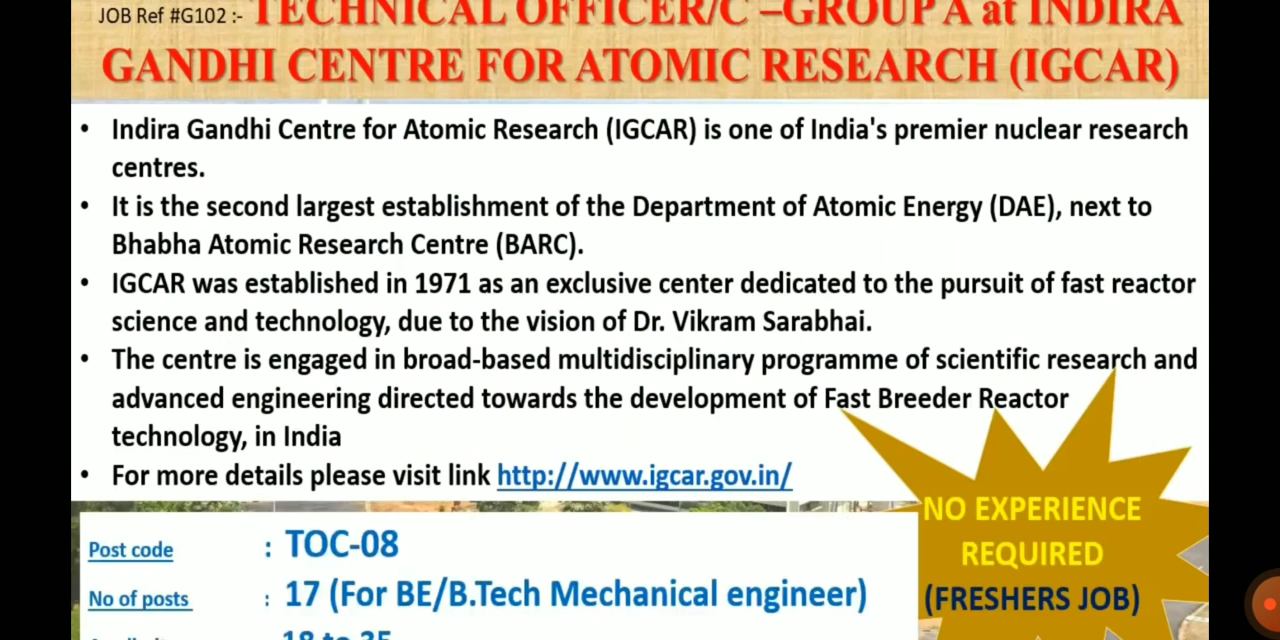 JOB Ref #G102 :- TECHNICAL OFFICER/C –GROUP A at INDIRA
GANDHI CENTRE FOR ATOMIC RESEARCH (IGCAR)
• Indira Gandhi Centre for Atomic Research (IGCAR) is one of India's premier nuclear research
centres.
• It is the second largest establishment of the Department of Atomic Energy (DAE), next to
Bhabha Atomic Research Centre (BARC).
• IGCAR was established in 1971 as an exclusive center dedicated to the pursuit of fast reactor
science and technology, due to the vision of Dr. Vikram Sarabhai.
• The centre is engaged in broad-based multidisciplinary programme of scientific research and
advanced engineering directed towards the development of Fast Breeder Reactor
technology, in India
• For more details please visit link http://www.igcar.gov.in/
Post code : TOC-08
No of posts : 17 (For BE/B.Tech Mechanical engineer)
18 to 35
NO EXPERIENCE
REQUIRED
(FRESHERS JOB)